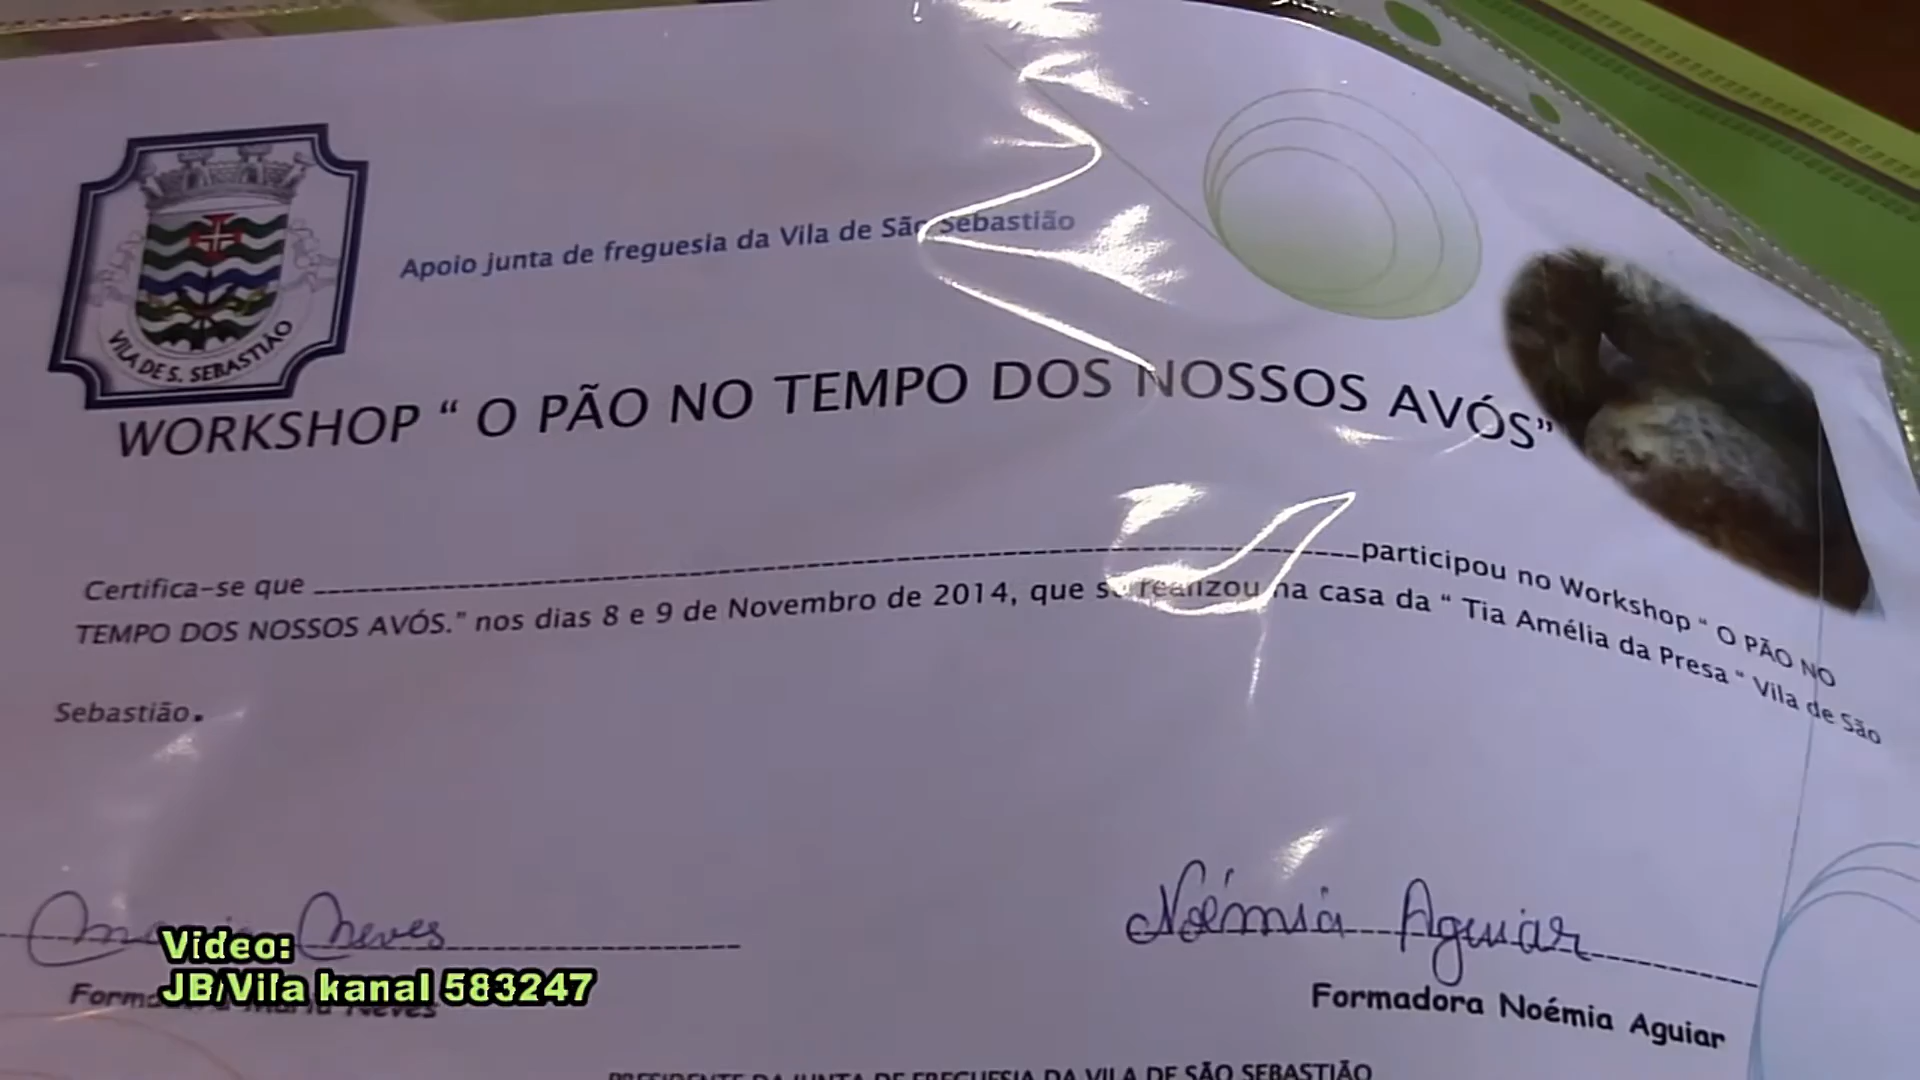 VILA DE S. SEBASTIÃO
Apoio junta de freguesia da Vila de São Sebastião
WORKSHOP “ O PÃO NO TEMPO DOS NOSSOS AVÓS”
Certifica-se que participou no Workshop “ O PÃO NO
TEMPO DOS NOSSOS AVÓS.” nos dias 8 e 9 de Novembro de 2014, que se realizou na casa da “ Tia Amélia da Presa “ Vila de São
Sebastião.
Neves
Noémia Aguiar
Video:
JB/Vila kanal 583247
Maria Neves
Formadora Noémia Aguiar
PRESIDENTE DA JUNTA DE FREGUESIA DA VILA DE SÃO SEBASTIÃO